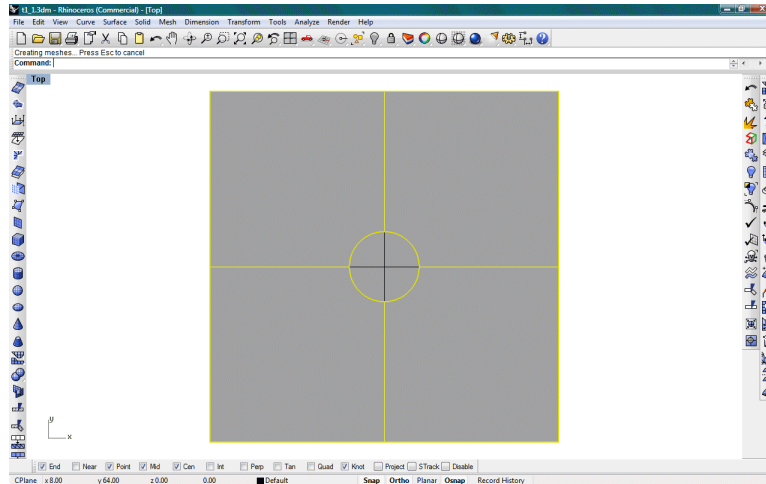 t1_1.3dm - Rhinoceros (Commercial) - [Top]
File Edit View Curve Surface Solid Mesh Dimension Transform Tools Analyze Render Help
Creating meshes... Press Esc to cancel
Command:
Top
y
x
End Near Point Mid Cen Int Perp Tan Quad Knot Project STrack Disable
CPlane x 8.00 y 64.00 z 0.00 0.00 Default Snap Ortho Planar Osnap Record History